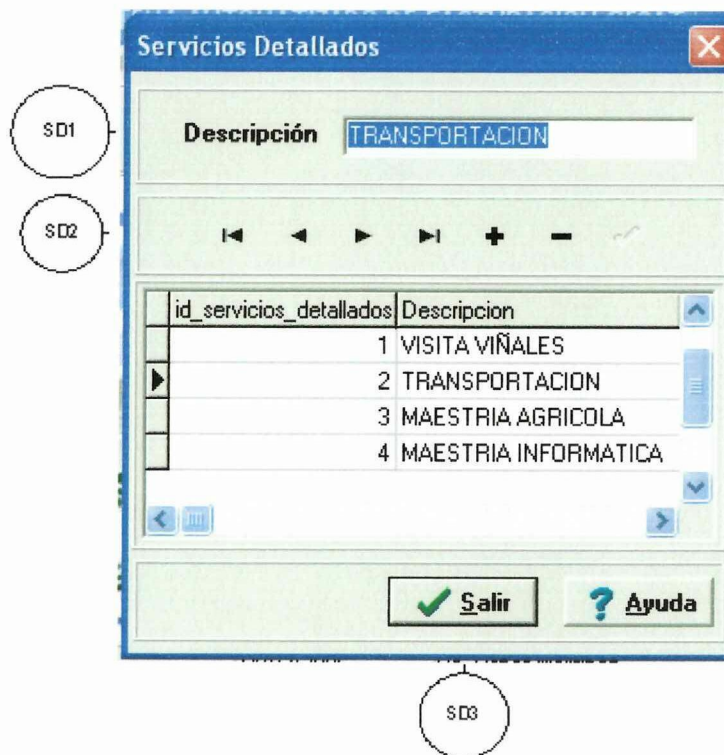 Servicios Detallados
SD1
Descripción TRANSPORTACION
SD2
id_servicios_detallados Descripcion
1 VISITA VIÑALES
2 TRANSPORTACION
3 MAESTRIA AGRICOLA
4 MAESTRIA INFORMATICA
Salir Ayuda
SD3